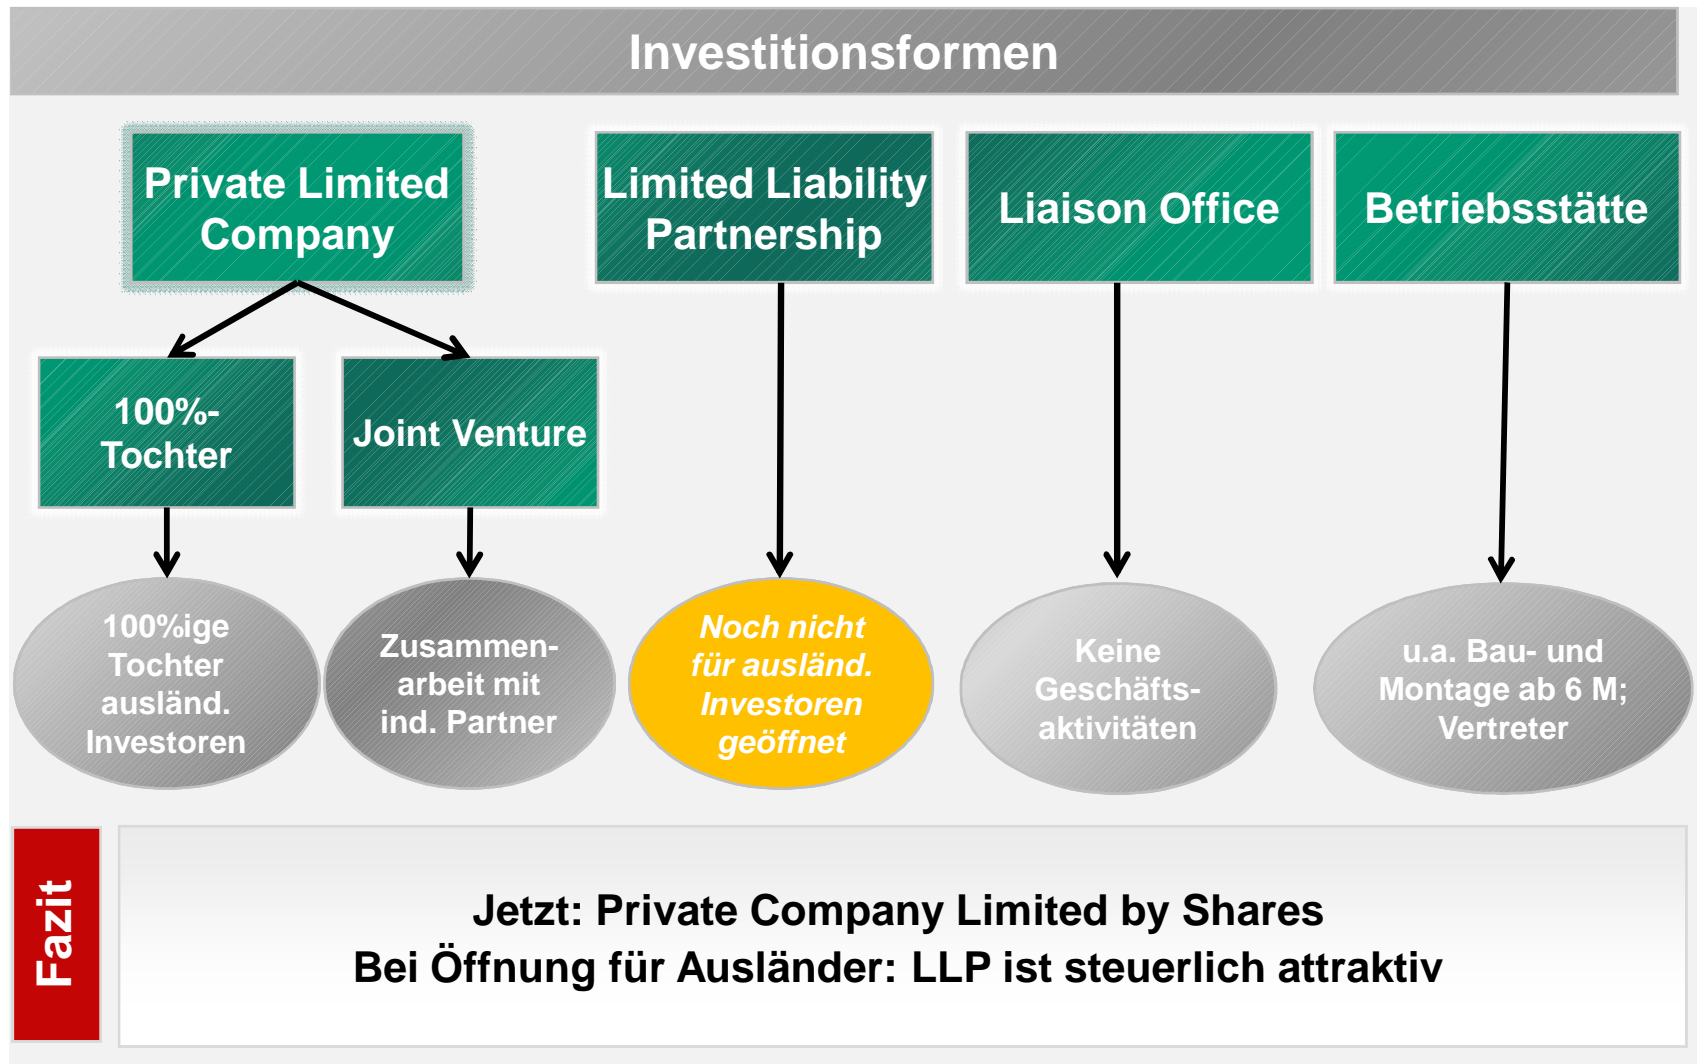 Investitionsformen
Private Limited
Company
Limited Liability
Partnership
Liaison Office
Betriebsstätte
100%-
Tochter
Joint Venture
100%ige
Tochter
ausländ.
Investoren
Zusammen-
arbeit mit
ind. Partner
Noch nicht
für ausländ.
Investoren
geöffnet
Keine
Geschäfts-
aktivitäten
u.a. Bau- und
Montage ab 6 M;
Vertreter
Fazit
Jetzt: Private Company Limited by Shares
Bei Öffnung für Ausländer: LLP ist steuerlich attraktiv